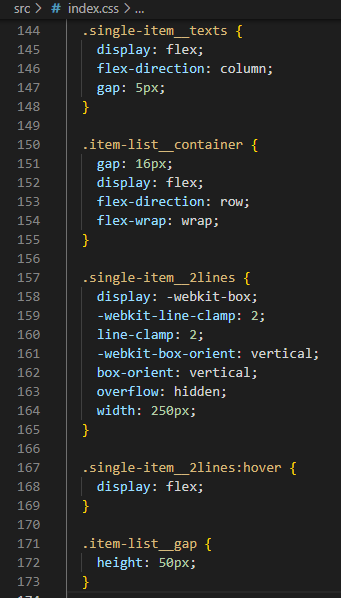 src > # index.css > ...
144 .single-item__texts {
145 display: flex;
146 flex-direction: column;
147 gap: 5px;
148 }
149
150 .item-list__container {
151 gap: 16px;
152 display: flex;
153 flex-direction: row;
154 flex-wrap: wrap;
155 }
156
157 .single-item__2lines {
158 display: -webkit-box;
159 -webkit-line-clamp: 2;
160 line-clamp: 2;
161 -webkit-box-orient: vertical;
162 box-orient: vertical;
163 overflow: hidden;
164 width: 250px;
165 }
166
167 .single-item__2lines:hover {
168 display: flex;
169 }
170
171 .item-list__gap {
172 height: 50px;
173 }